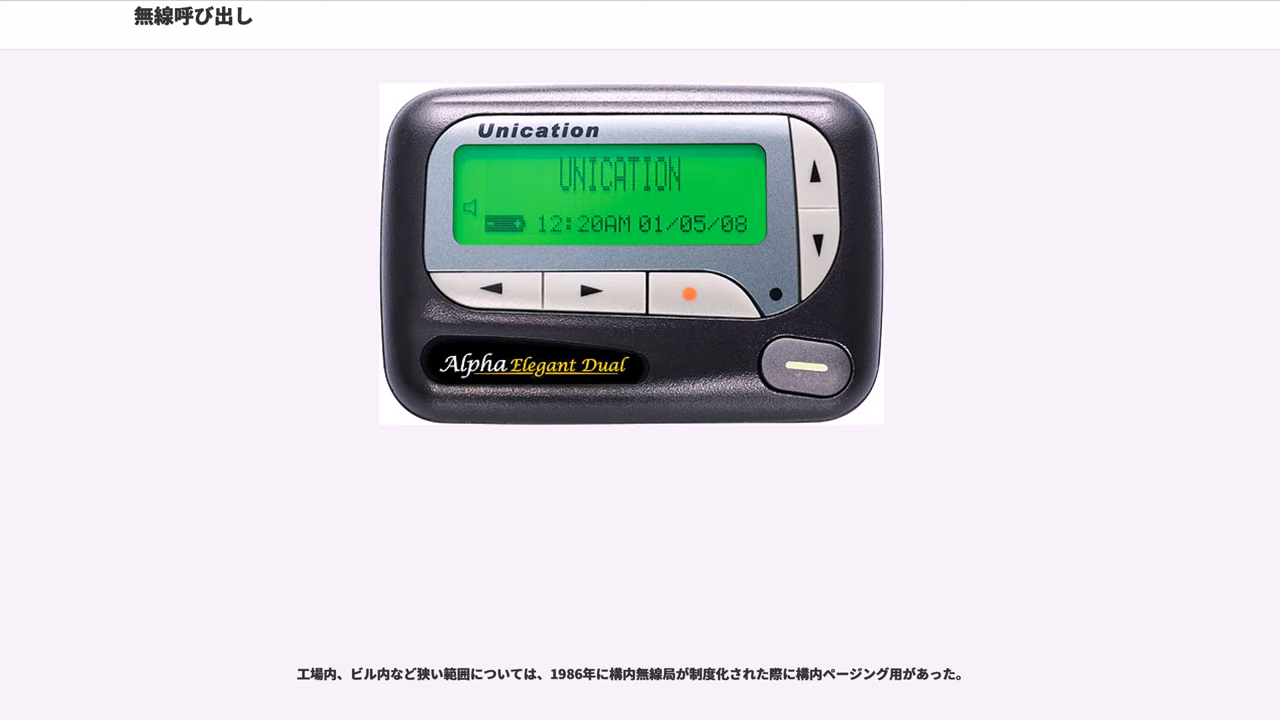 無線呼び出し
Unication
UNICATION
12:20AM 01/05/08
Alpha Elegant Dual
工場内、ビル内など狭い範囲については、1986年に構内無線局が制度化された際に構内ページング用があった。